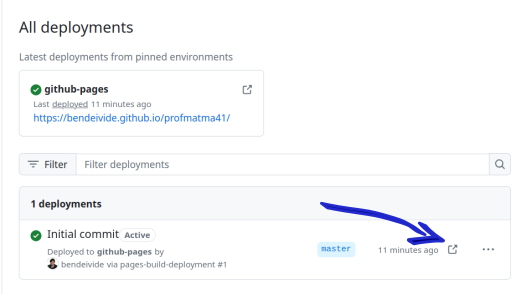 All deployments
Latest deployments from pinned environments
github-pages
Last deployed 11 minutes ago
https://bendeivide.github.io/profmatma41/
Filter Filter deployments
1 deployments
Initial commit Active
Deployed to github-pages by
master 11 minutes ago
bendeivide via pages-build-deployment #1